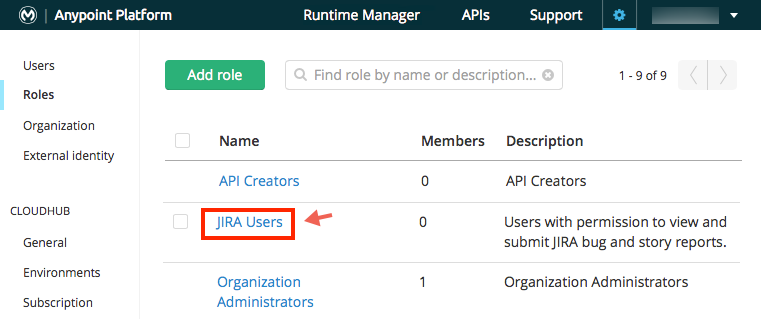 Anypoint Platform Runtime Manager APIs Support
Users
Roles
Organization
External identity
CLOUDHUB
General
Environments
Subscription
Add role Find role by name or description... 1 - 9 of 9
Name Members Description
API Creators 0 API Creators
JIRA Users 0 Users with permission to view and
submit JIRA bug and story reports.
Organization 1 Organization Administrators
Administrators